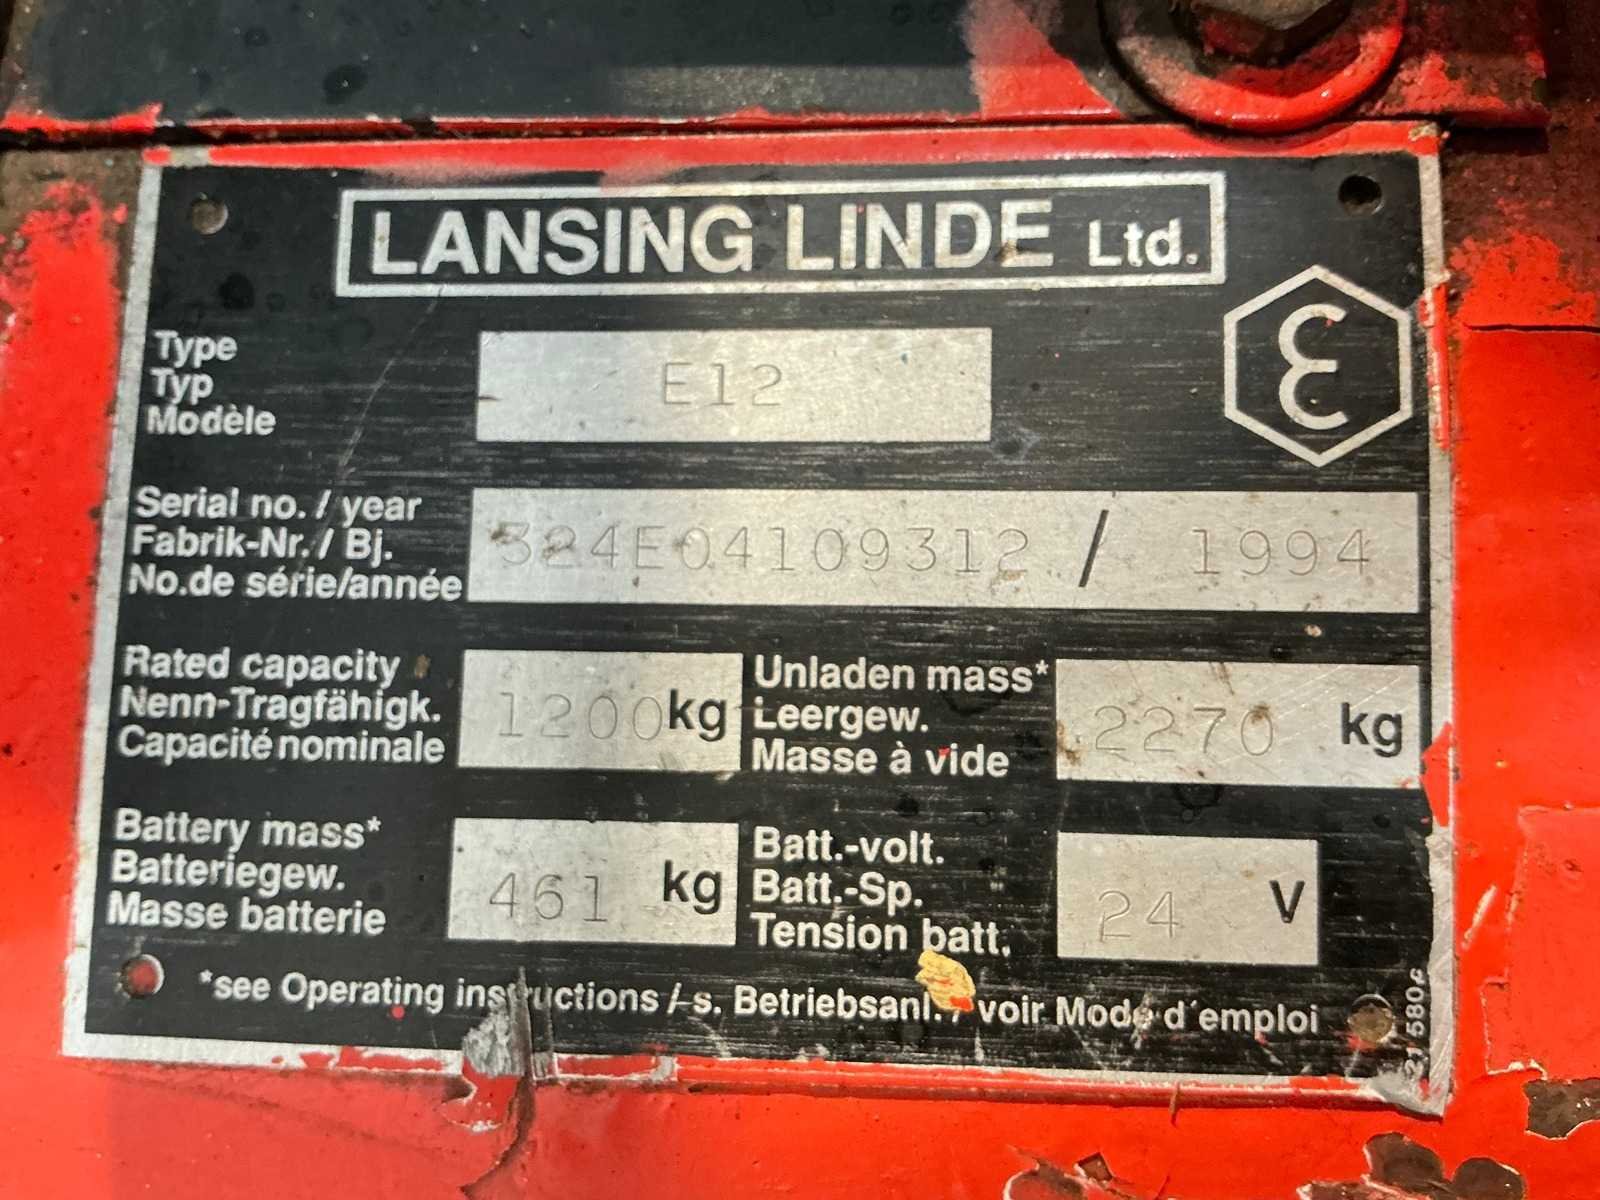 LANSING LINDE Ltd.
Type
Typ
Modèle
E12
Serial no. / year
Fabrik-Nr. / Bj.
No.de série/année
324E04109312 / 1994
Rated capacity
Nenn-Tragfähigk.
Capacité nominale
1200 kg
Unladen mass*
Leergew.
Masse à vide
2270 kg
Battery mass*
Batteriegew.
Masse batterie
461 kg
Batt.-volt.
Batt.-Sp.
Tension batt.
24 V
*see Operating instructions / s. Betriebsanl. / voir Mode d'emploi